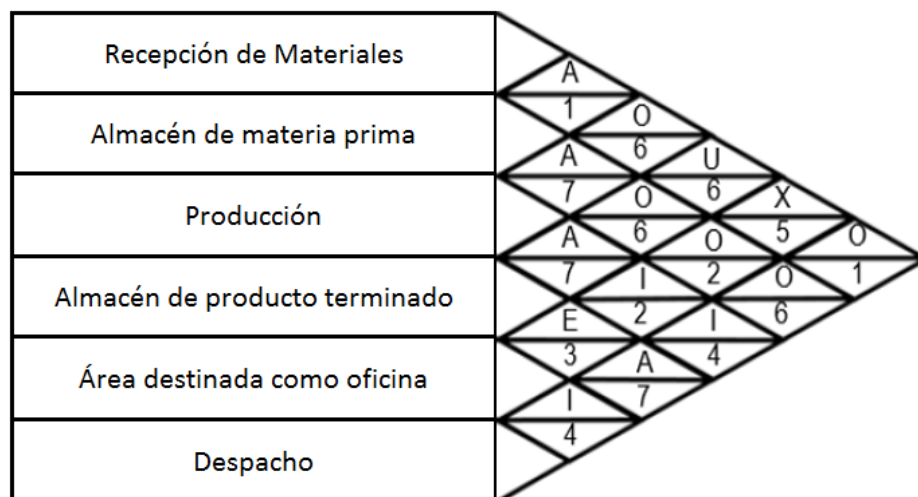 Recepción de Materiales
Almacén de materia prima
Producción
Almacén de producto terminado
Área destinada como oficina
Despacho
A
1
O
6
A
7
U
6
O
6
X
5
A
7
O
2
O
1
I
2
O
6
E
3
I
4
A
7
I
4